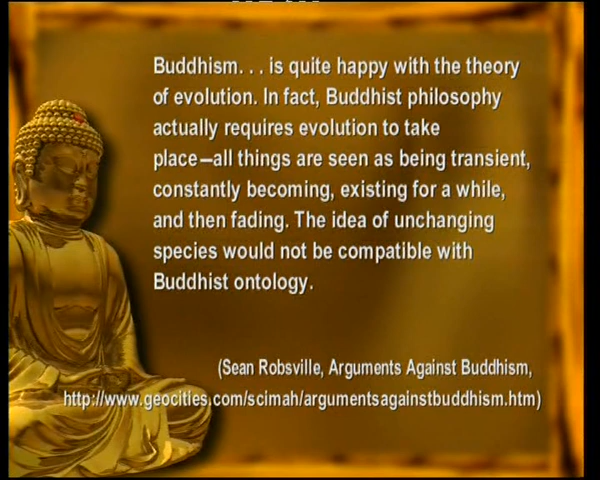 Buddhism. . . is quite happy with the theory
of evolution. In fact, Buddhist philosophy
actually requires evolution to take
place—all things are seen as being transient,
constantly becoming, existing for a while,
and then fading. The idea of unchanging
species would not be compatible with
Buddhist ontology.
(Sean Robsville, Arguments Against Buddhism,
http://www.geocities.com/scimah/argumentsagainstbuddhism.htm)